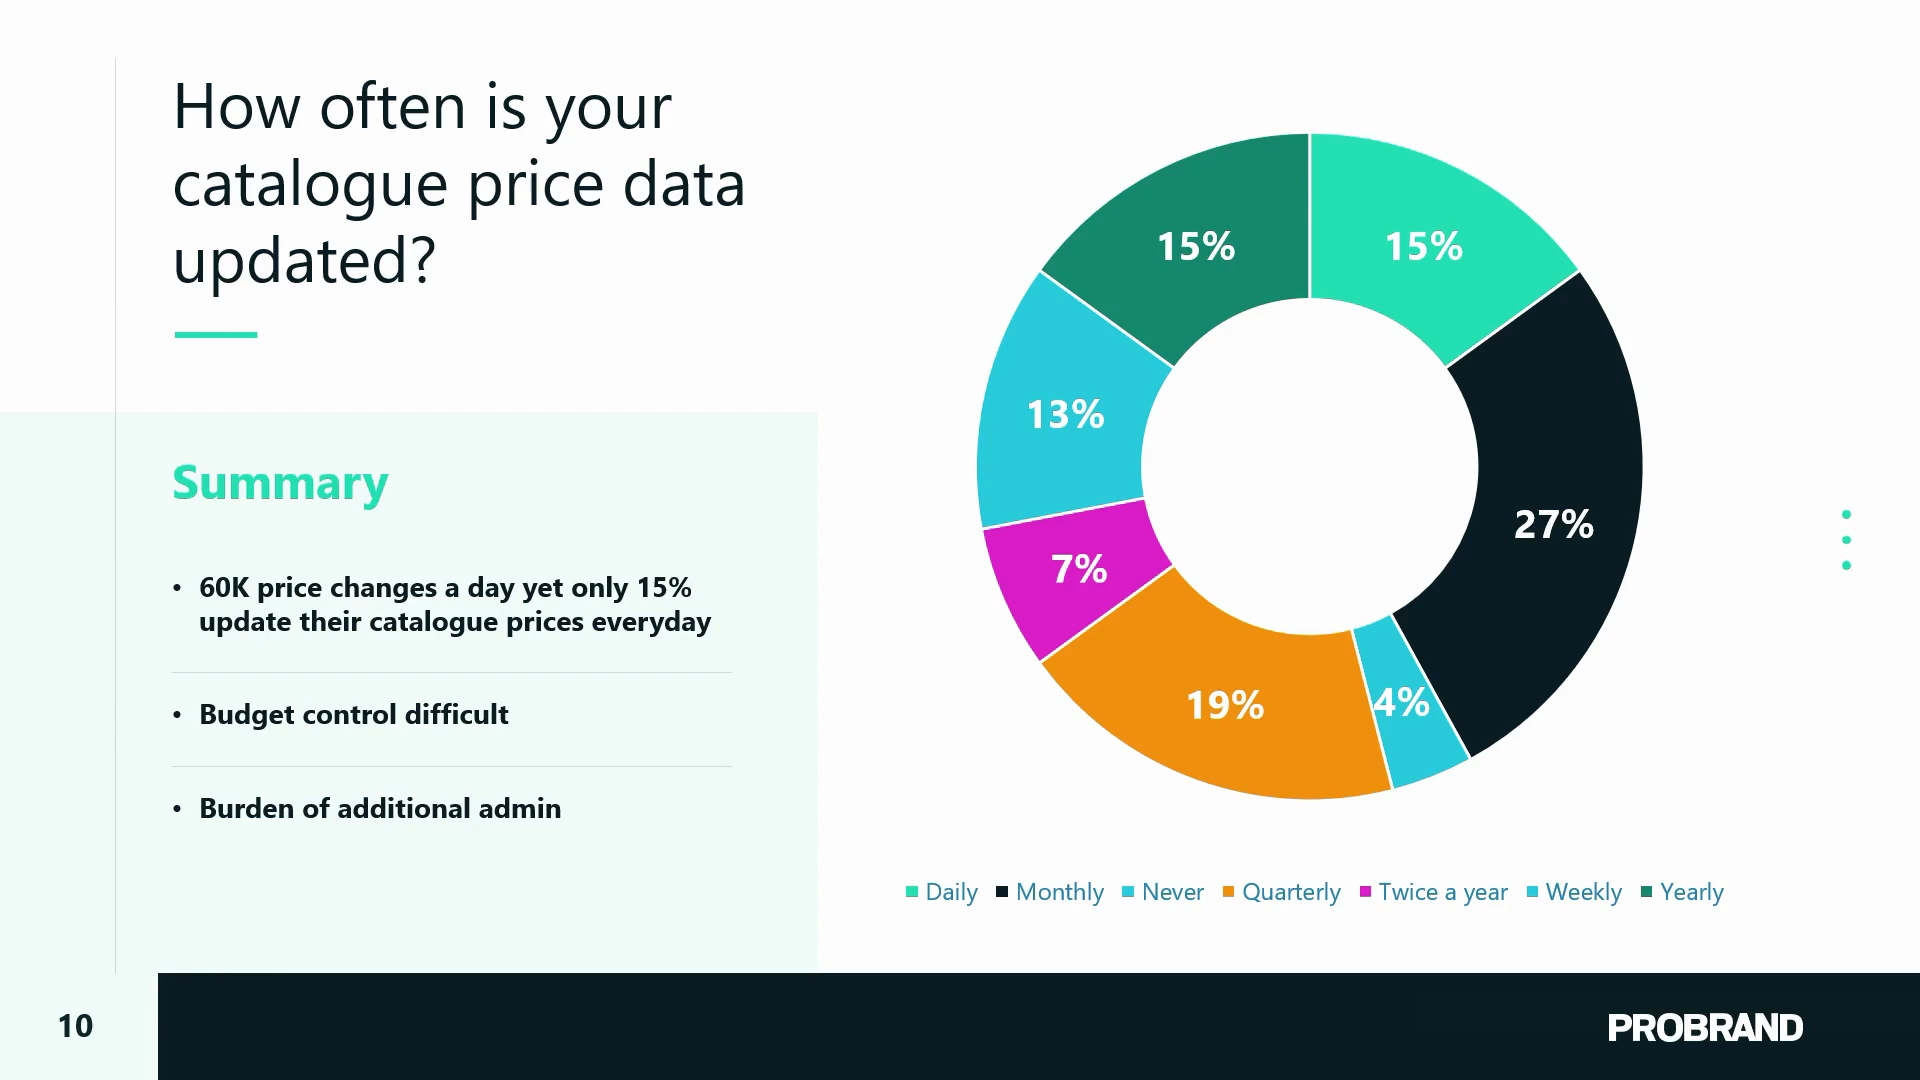 How often is your
catalogue price data
updated?
Summary
• 60K price changes a day yet only 15%
update their catalogue prices everyday
• Budget control difficult
• Burden of additional admin
15%
15%
13%
27%
7%
4%
19%
Daily Monthly Never Quarterly Twice a year Weekly Yearly
10
PROBRAND